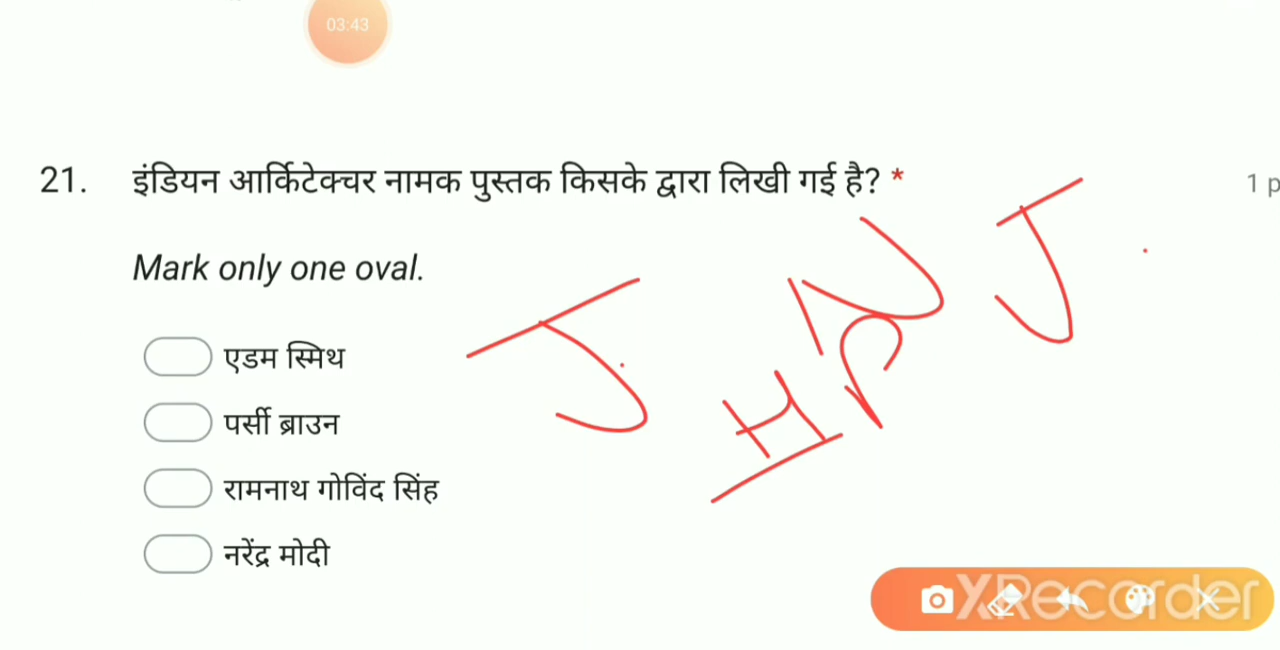 03:43
21. इंडियन आर्किटेक्चर नामक पुस्तक किसके द्वारा लिखी गई है? *
1 p
Mark only one oval.
एडम स्मिथ
पर्सी ब्राउन
रामनाथ गोविंद सिंह
नरेंद्र मोदी
XRecorder